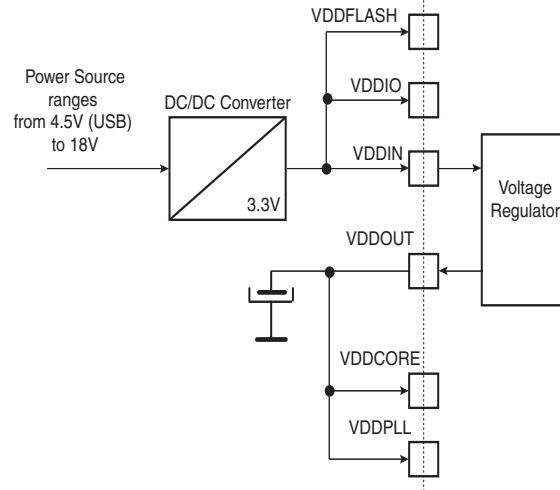 VDDFLASH
Power Source
ranges
from 4.5V (USB)
to 18V
DC/DC Converter
3.3V
VDDIO
VDDIN
Voltage
Regulator
VDDOUT
VDDCORE
VDDPLL